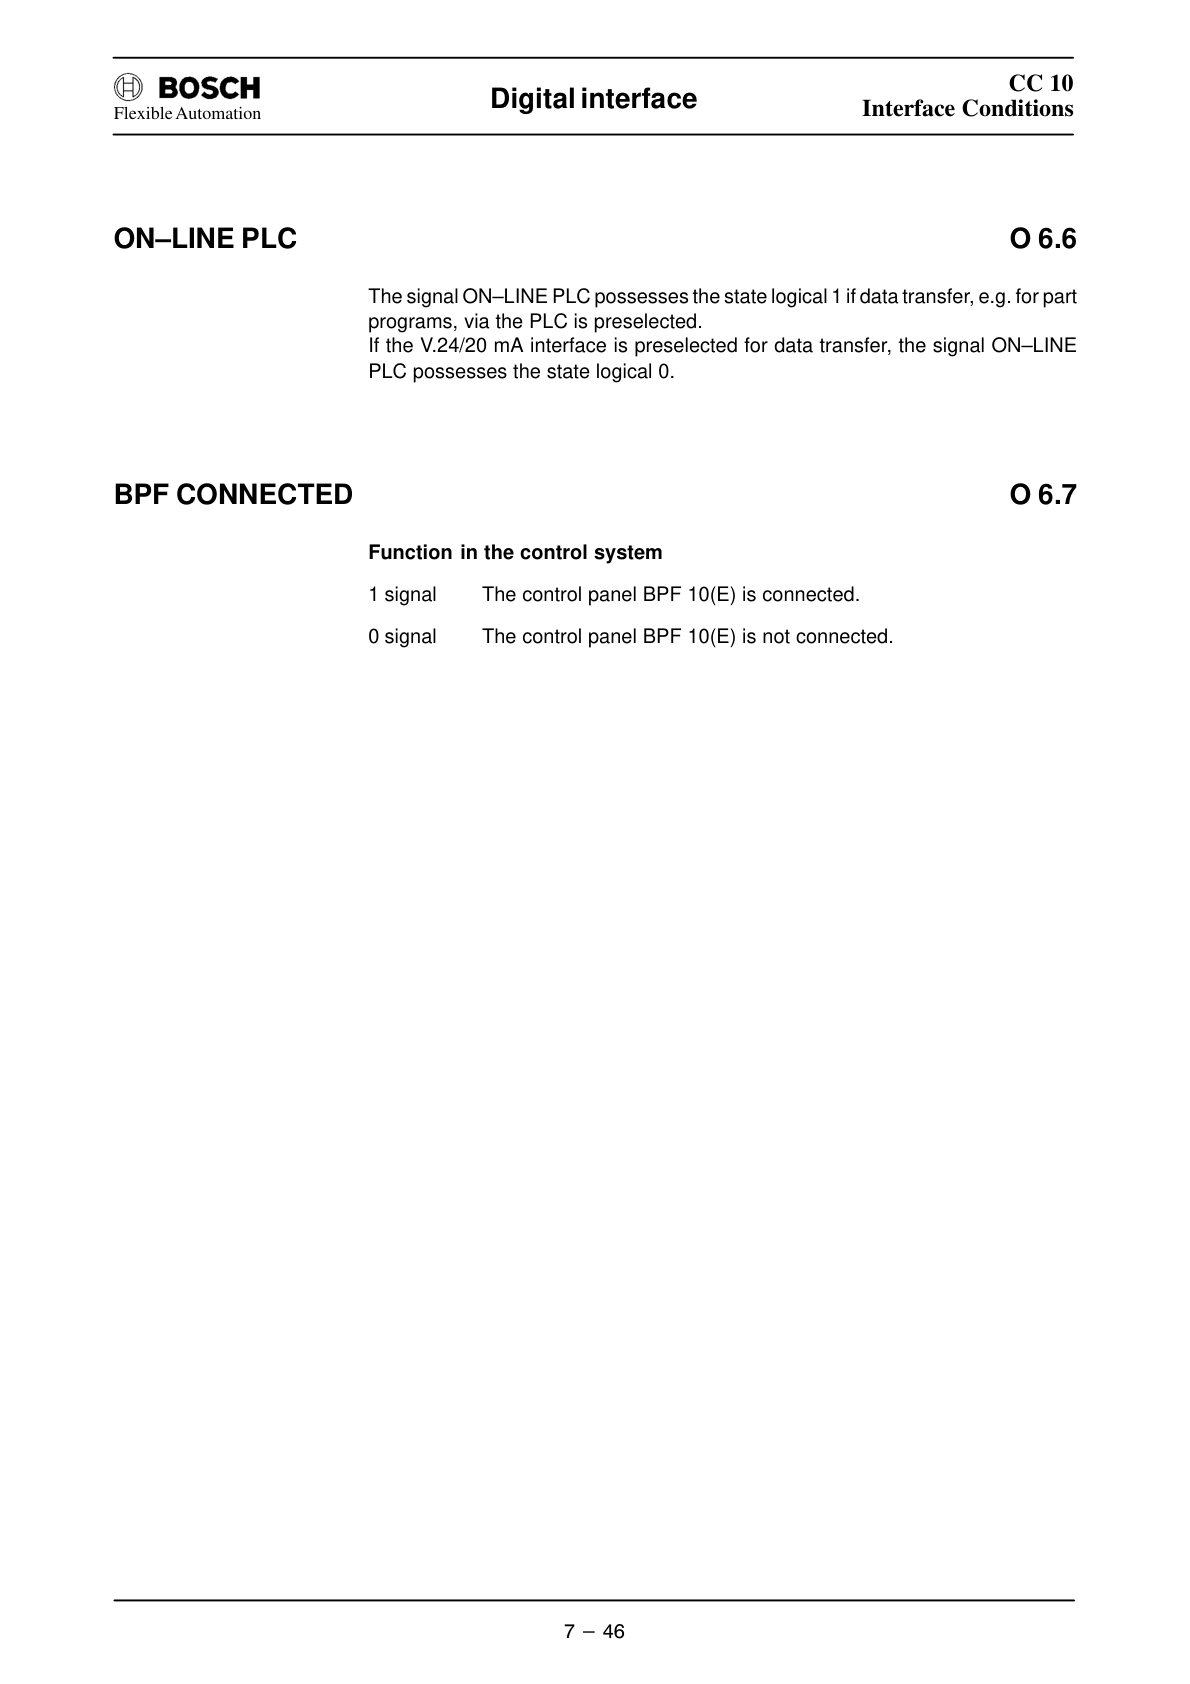 BOSCH
Flexible Automation
Digital interface
CC 10
Interface Conditions
ON–LINE PLC O 6.6
The signal ON–LINE PLC possesses the state logical 1 if data transfer, e.g. for part
programs, via the PLC is preselected.
If the V.24/20 mA interface is preselected for data transfer, the signal ON–LINE
PLC possesses the state logical 0.
BPF CONNECTED O 6.7
Function in the control system
1 signal The control panel BPF 10(E) is connected.
0 signal The control panel BPF 10(E) is not connected.
7 – 46